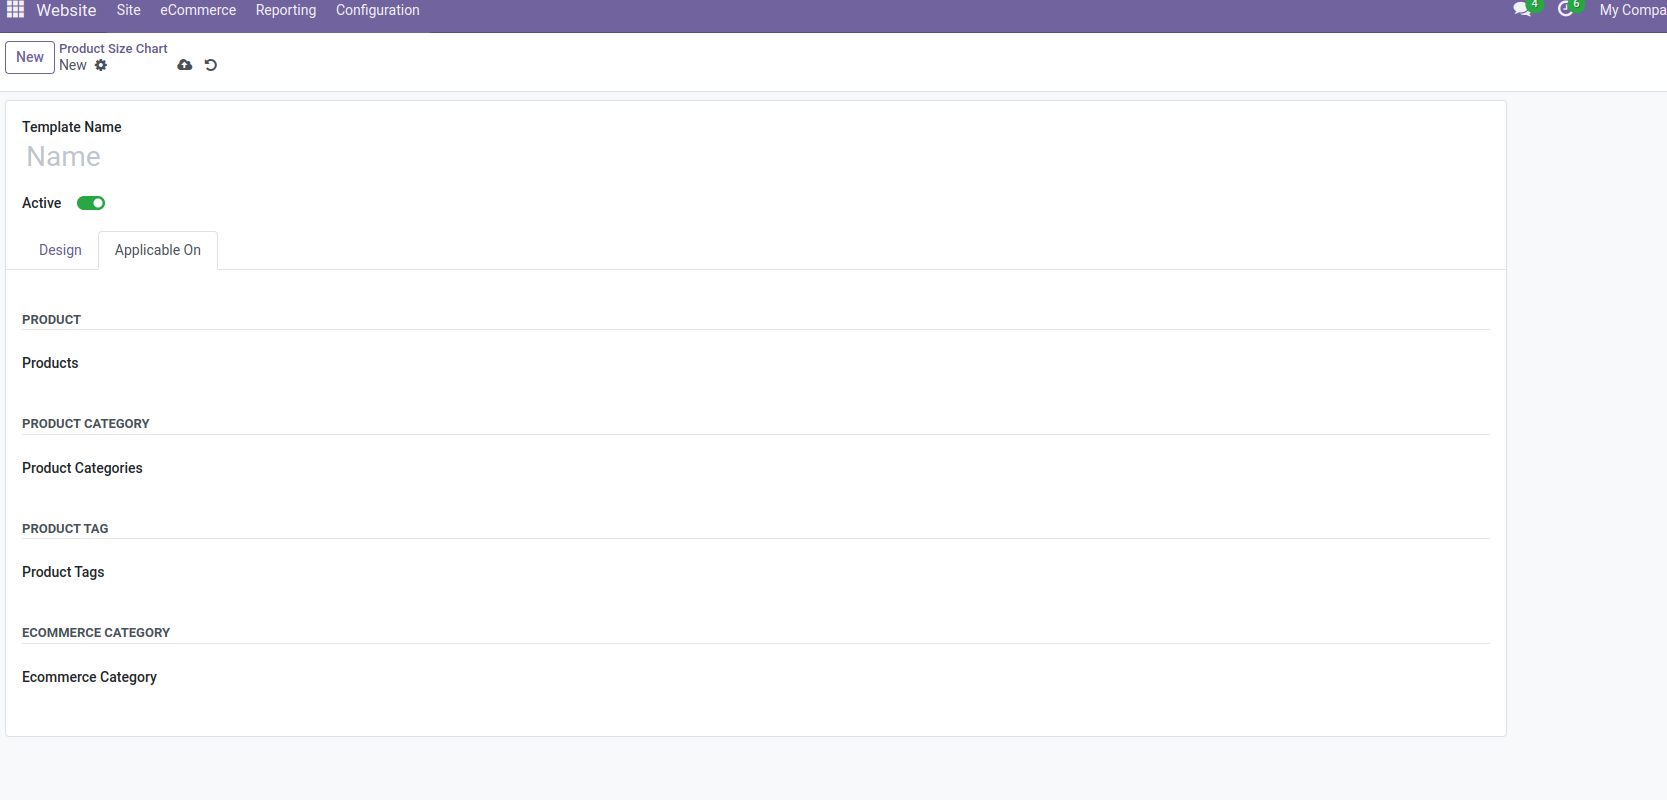 Website Site eCommerce Reporting Configuration 4 6 My Compa
New Product Size Chart
New
Template Name
Name
Active
Design Applicable On
PRODUCT
Products
PRODUCT CATEGORY
Product Categories
PRODUCT TAG
Product Tags
ECOMMERCE CATEGORY
Ecommerce Category